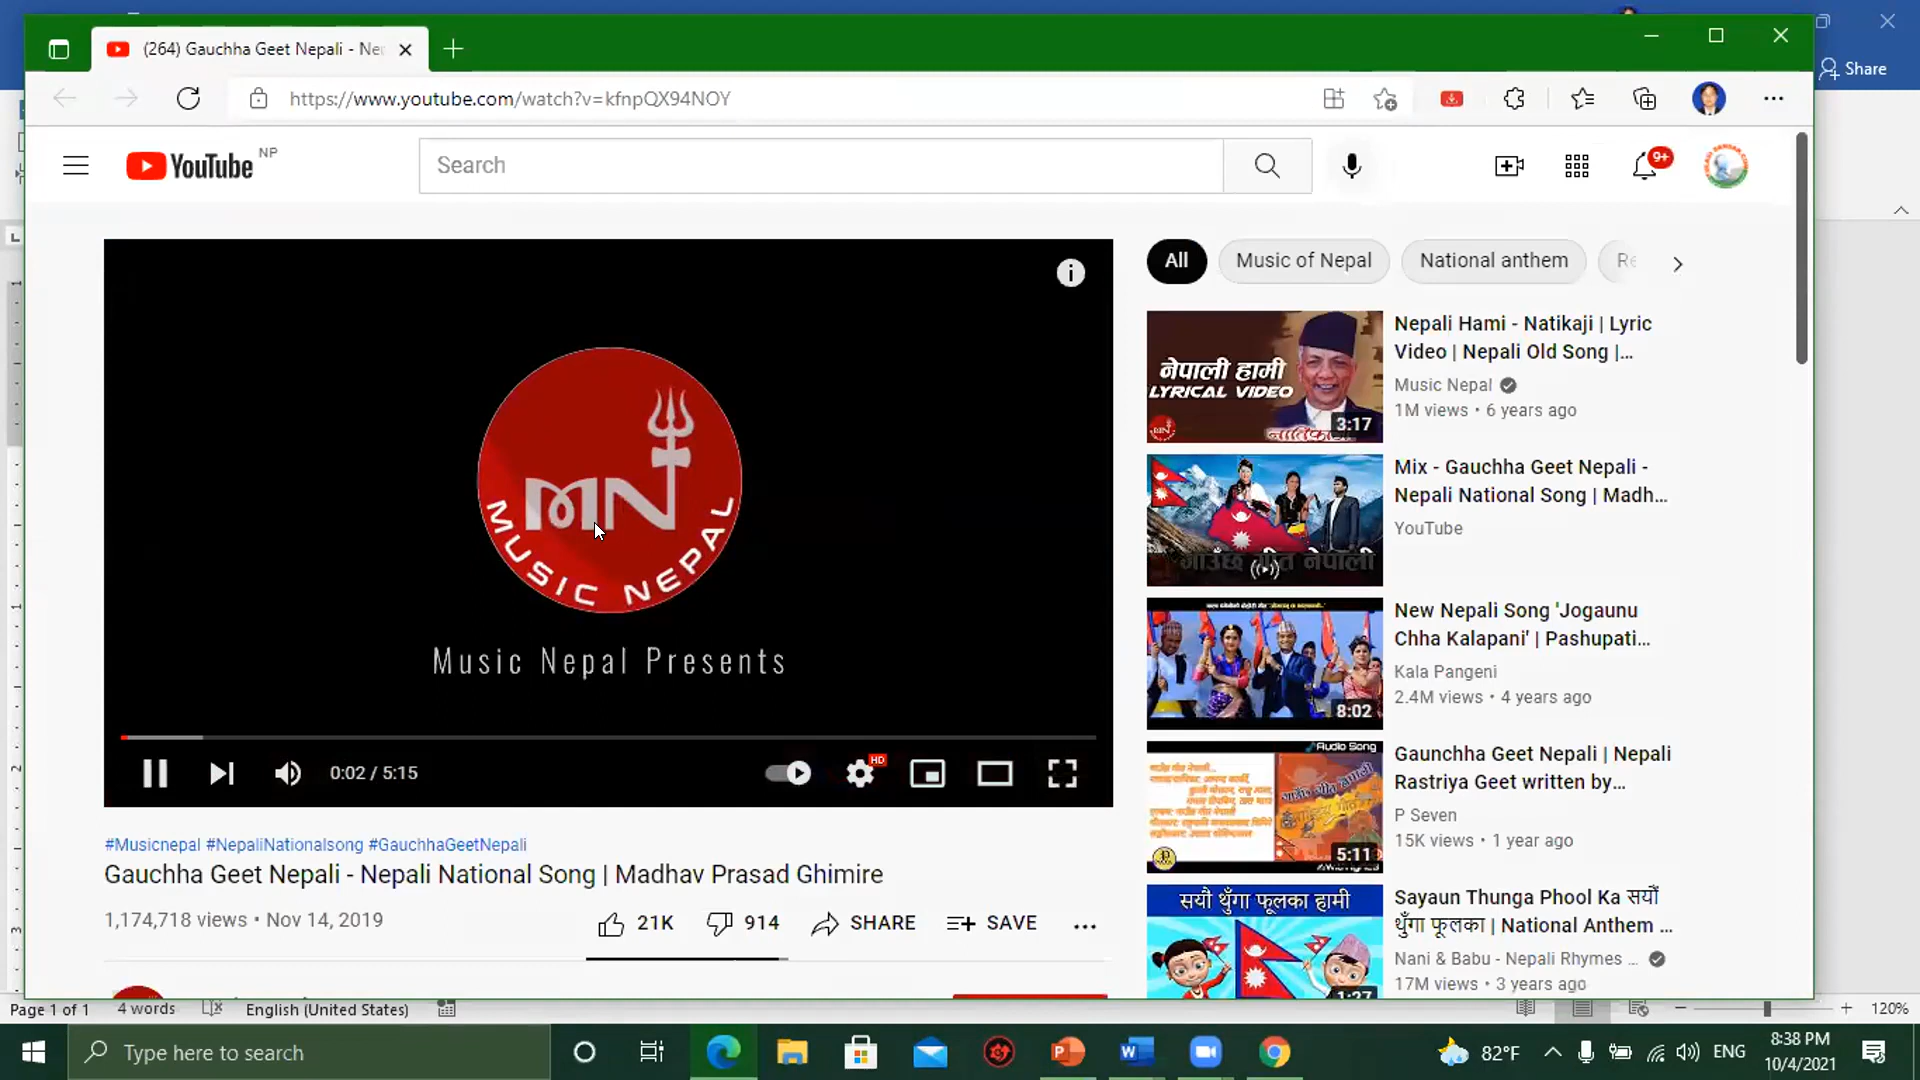 Share
(264) Gauchha Geet Nepali - Ne
https://www.youtube.com/watch?v=kfnpQX94NOY
YouTube NP
Search
9+
MN
MUSIC NEPAL
Music Nepal Presents
0:02 / 5:15
HD
#Musicnepal #NepaliNationalsong #GauchhaGeetNepali
Gauchha Geet Nepali - Nepali National Song | Madhav Prasad Ghimire
1,174,718 views • Nov 14, 2019
21K
914
SHARE
SAVE
All
Music of Nepal
National anthem
Re
नेपाली हामी
LYRICAL VIDEO
3:17
Nepali Hami - Natikaji | Lyric
Video | Nepali Old Song |...
Music Nepal
1M views • 6 years ago
गाउँछ गीत नेपाली
Mix - Gauchha Geet Nepali -
Nepali National Song | Madh...
YouTube
8:02
New Nepali Song 'Jogaunu
Chha Kalapani' | Pashupati...
Kala Pangeni
2.4M views • 4 years ago
Audio Song
5:11
Gaunchha Geet Nepali | Nepali
Rastriya Geet written by...
P Seven
15K views • 1 year ago
सयौं थुँगा फूलका हामी
1:27
Sayaun Thunga Phool Ka सयौं
थुँगा फूलका | National Anthem ...
Nani & Babu - Nepali Rhymes ...
17M views • 3 years ago
Page 1 of 1
4 words
English (United States)
120%
Type here to search
82°F
ENG
8:38 PM
10/4/2021